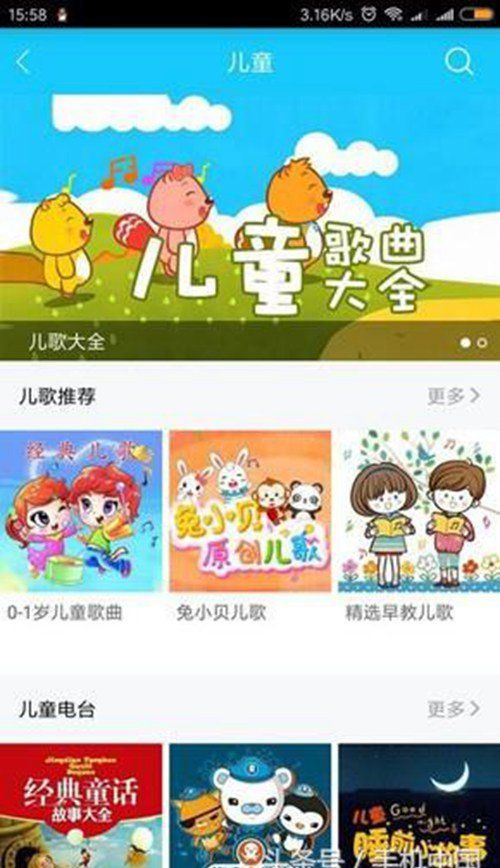 15:58
3.16K/s
儿童
儿童歌曲
大全
儿歌大全
儿歌推荐
更多
经典儿歌
兔小贝
原创儿歌
0-1岁儿童歌曲
兔小贝儿歌
精选早教儿歌
儿童电台
更多
经典童话
故事大全
儿童
睡前小故事